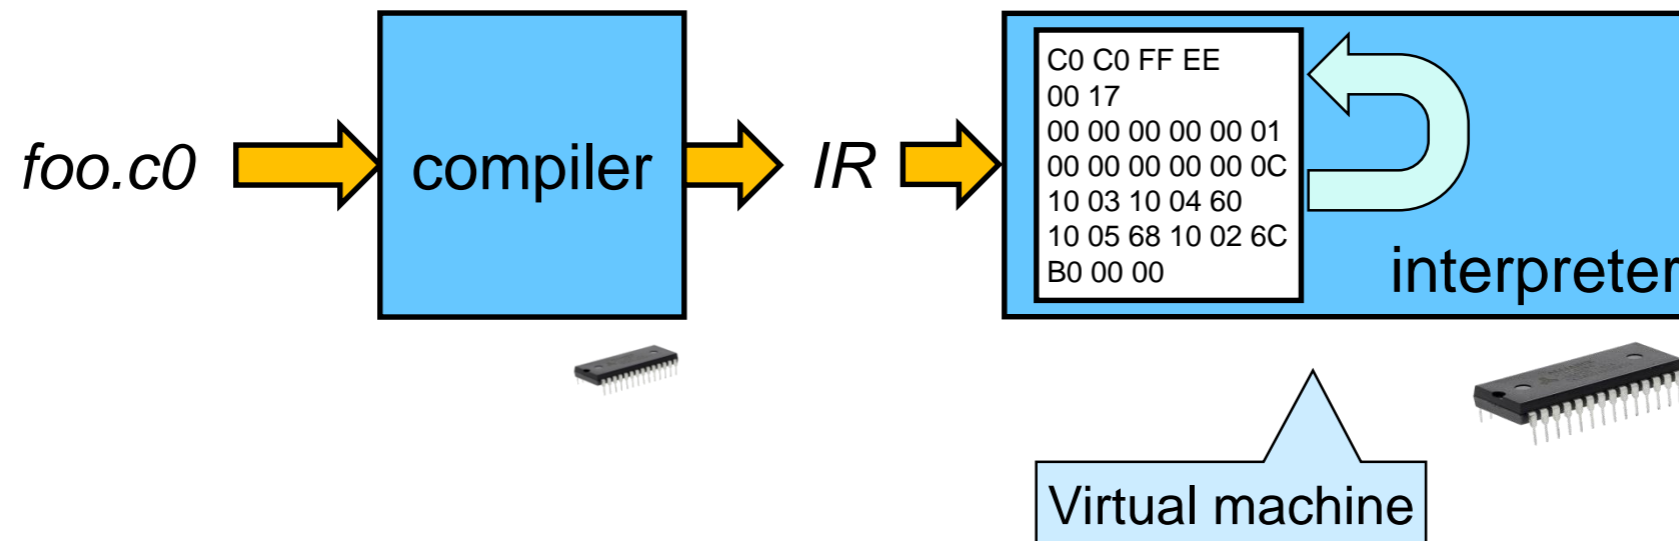 foo.c0
compiler
IR
C0 C0 FF EE
00 17
00 00 00 00 00 01
00 00 00 00 00 0C
10 03 10 04 60
10 05 68 10 02 6C
B0 00 00
interpreter
Virtual machine